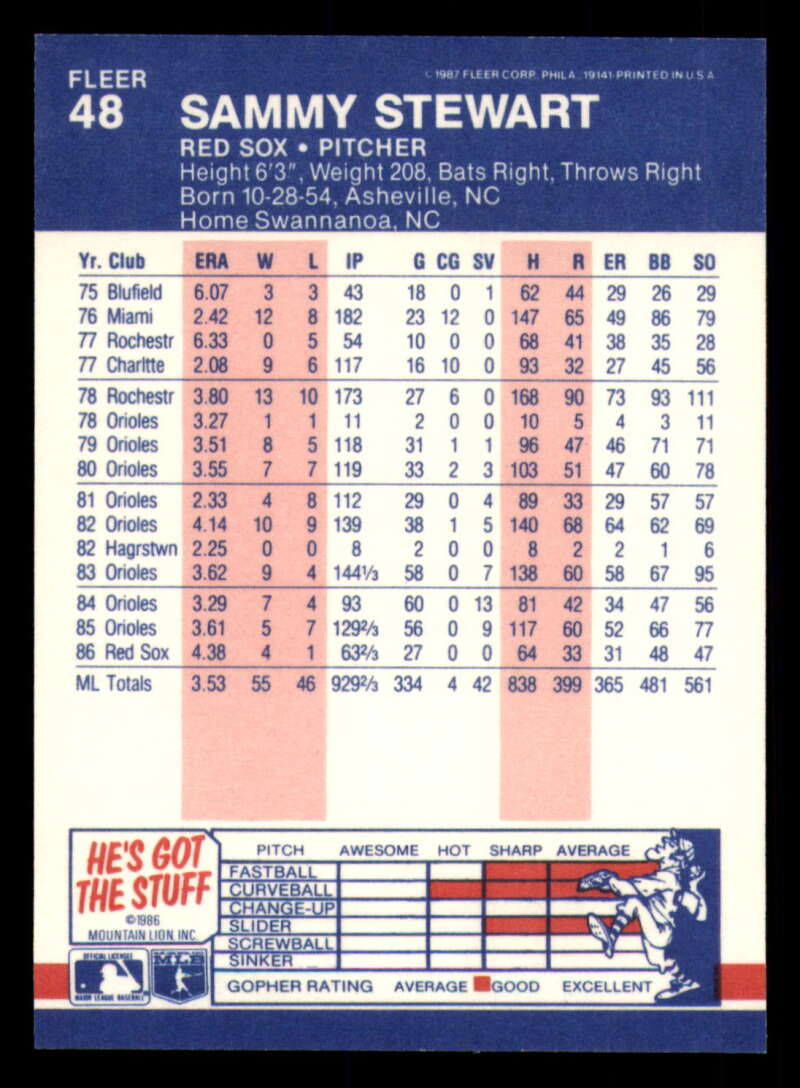 FLEER
© 1987 FLEER CORP. PHILA., 19141-PRINTED IN U.S.A.
48 SAMMY STEWART
RED SOX • PITCHER
Height 6'3", Weight 208, Bats Right, Throws Right
Born 10-28-54, Asheville, NC
Home Swannanoa, NC
Yr. Club ERA W L IP G CG SV H R ER BB SO
75 Blufield 6.07 3 3 43 18 0 1 62 44 29 26 29
76 Miami 2.42 12 8 182 23 12 0 147 65 49 86 79
77 Rochestr 6.33 0 5 54 10 0 0 68 41 38 35 28
77 Charltte 2.08 9 6 117 16 10 0 93 32 27 45 56
78 Rochestr 3.80 13 10 173 27 6 0 168 90 73 93 111
78 Orioles 3.27 1 1 11 2 0 0 10 5 4 3 11
79 Orioles 3.51 8 5 118 31 1 1 96 47 46 71 71
80 Orioles 3.55 7 7 119 33 2 3 103 51 47 60 78
81 Orioles 2.33 4 8 112 29 0 4 89 33 29 57 57
82 Orioles 4.14 10 9 139 38 1 5 140 68 64 62 69
82 Hagrstwn 2.25 0 0 8 2 0 0 8 2 2 1 6
83 Orioles 3.62 9 4 144⅓ 58 0 7 138 60 58 67 95
84 Orioles 3.29 7 4 93 60 0 13 81 42 34 47 56
85 Orioles 3.61 5 7 129⅔ 56 0 9 117 60 52 66 77
86 Red Sox 4.38 4 1 63⅔ 27 0 0 64 33 31 48 47
ML Totals 3.53 55 46 929⅔ 334 4 42 838 399 365 481 561
HE'S GOT
THE STUFF
©1986
MOUNTAIN LION, INC.
OFFICIAL LICENSEE
MAJOR LEAGUE BASEBALL
MLB
PITCH AWESOME HOT SHARP AVERAGE
FASTBALL
CURVEBALL
CHANGE-UP
SLIDER
SCREWBALL
SINKER
GOPHER RATING AVERAGE GOOD EXCELLENT